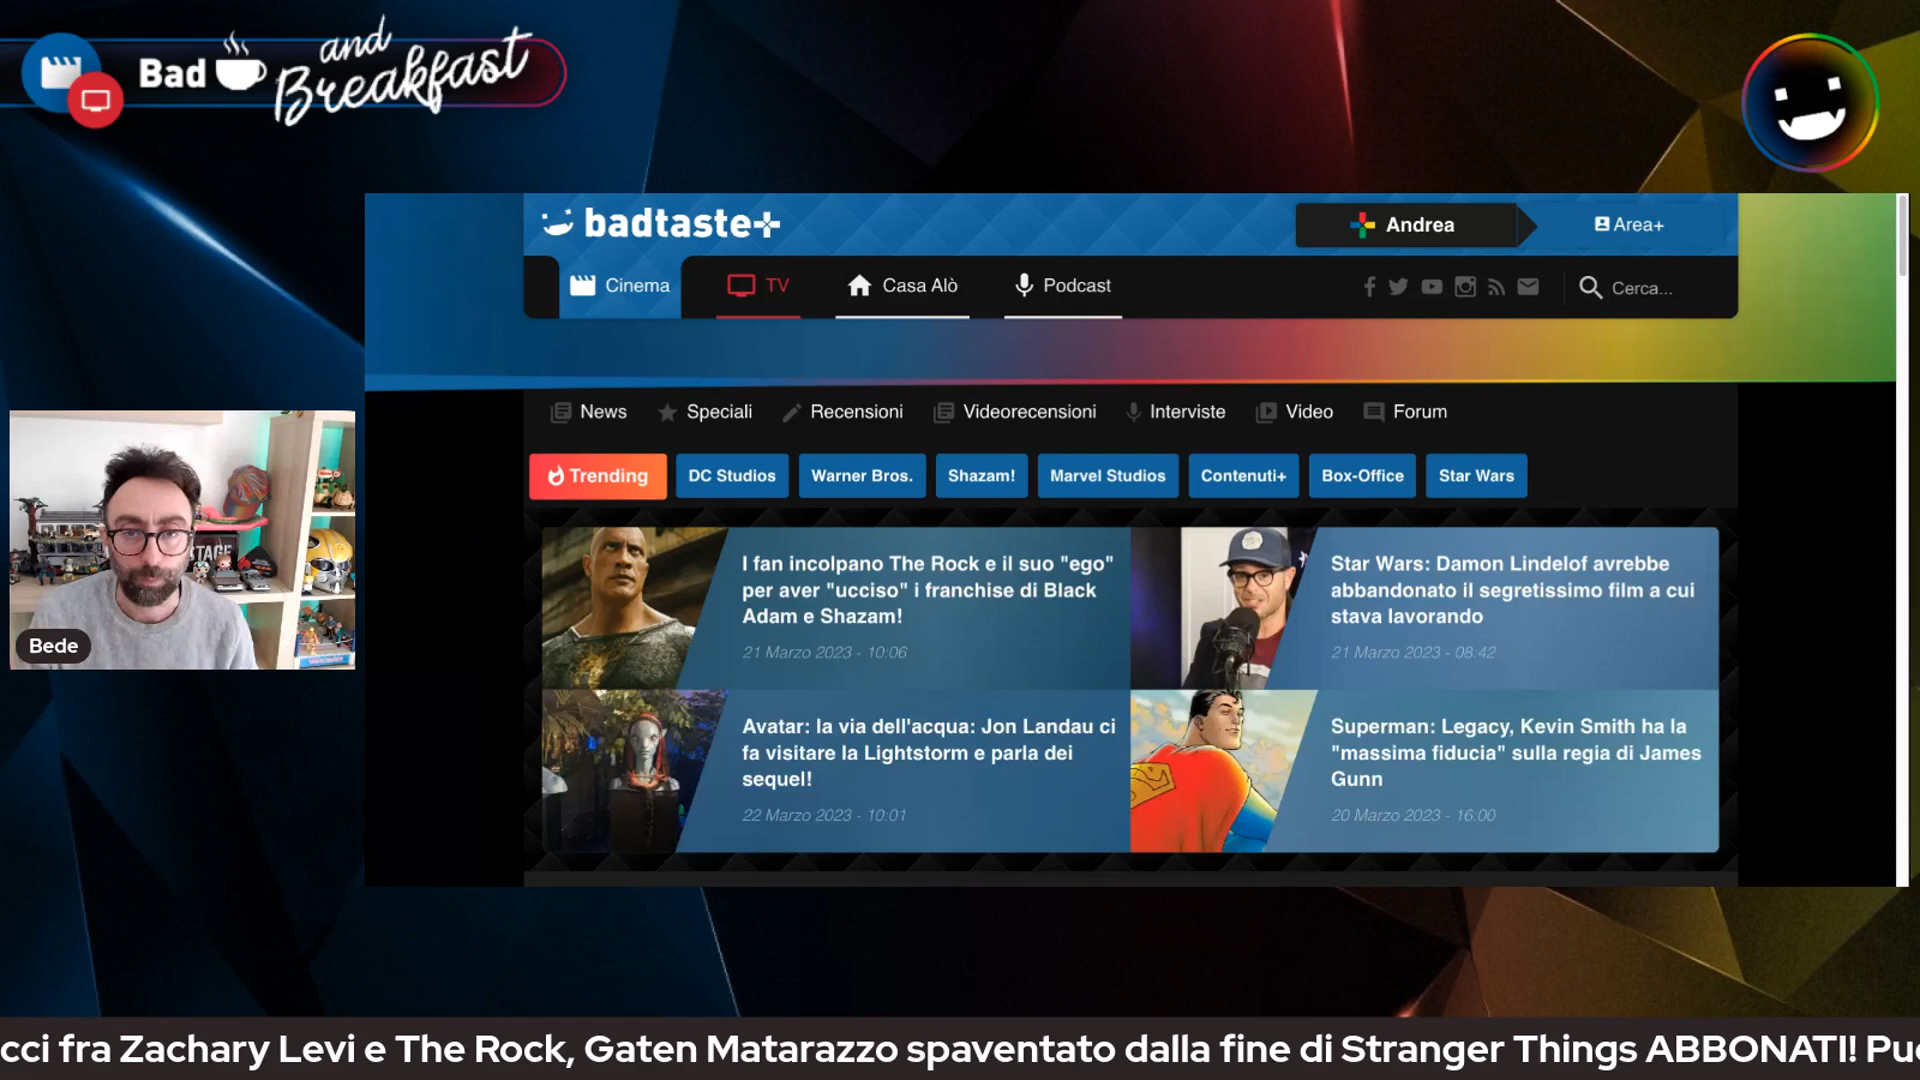 Bad and Breakfast
badtaste+
Andrea
Area+
Cinema
TV
Casa Alò
Podcast
Cerca...
News
Speciali
Recensioni
Videorecensioni
Interviste
Video
Forum
Trending
DC Studios
Warner Bros.
Shazam!
Marvel Studios
Contenuti+
Box-Office
Star Wars
I fan incolpano The Rock e il suo "ego"
per aver "ucciso" i franchise di Black
Adam e Shazam!
21 Marzo 2023 - 10:06
Star Wars: Damon Lindelof avrebbe
abbandonato il segretissimo film a cui
stava lavorando
21 Marzo 2023 - 08:42
Avatar: la via dell'acqua: Jon Landau ci
fa visitare la Lightstorm e parla dei
sequel!
22 Marzo 2023 - 10:01
Superman: Legacy, Kevin Smith ha la
"massima fiducia" sulla regia di James
Gunn
20 Marzo 2023 - 16:00
STAGE
Bede
cci fra Zachary Levi e The Rock, Gaten Matarazzo spaventato dalla fine di Stranger Things ABBONATI! Puo